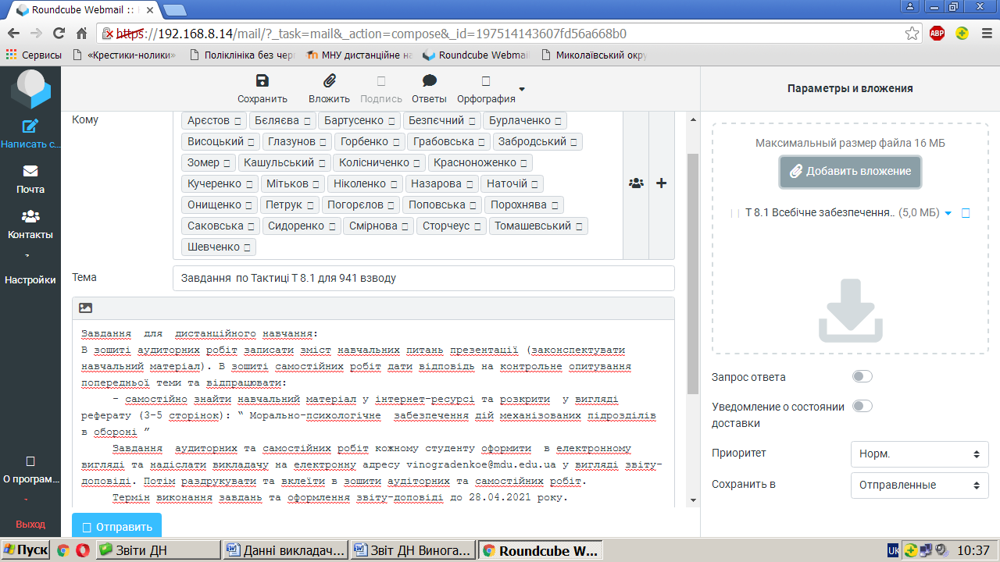 Roundcube Webmail ::
https://192.168.8.14/mail/?_task=mail&_action=compose&_id=197514143607fd56a668b0
ABP
Сервисы «Крестики-нолики» Поліклініка без чер МНУ дистанційне на Roundcube Webmail Миколаївський окру
Сохранить Вложить Подпись Ответы Орфография
Параметры и вложения
Написать с...
Почта
Контакты
Настройки
О програм...
Выход
Кому
Арєстов Бєляєва Бартусенко Безпєчний Бурлаченко
Висоцький Глазунов Горбенко Грабовська Забродський
Зомер Кашульський Колісниченко Красноноженко
Кучеренко Мітьков Ніколенко Назарова Наточій
Онищенко Петрук Погорєлов Поповська Порохнява
Саковська Сидоренко Смірнова Сторчеус Томашевський
Шевченко
Тема Завдання по Тактиці Т 8.1 для 941 взводу
Завдання для дистанційного навчання:
В зошиті аудиторних робіт записати зміст навчальних питань презентації (законспектувати
навчальний матеріал). В зошиті самостійних робіт дати відповідь на контрольне опитування
попередньої теми та відпрацювати:
- самостійно знайти навчальний матеріал у інтернет-ресурсі та розкрити у вигляді
реферату (3-5 сторінок): “ Морально-психологічне забезпечення дій механізованих підрозділів
в обороні ”
Завдання аудиторних та самостійних робіт кожному студенту оформити в електронному
вигляді та надіслати викладачу на електронну адресу vinogradenkoe@mdu.edu.ua у вигляді звіту-
доповіді. Потім раздрукувати та вклеїти в зошити аудіторних та самостійних робіт.
Термін виконання завдань та оформлення звіту-доповіді до 28.04.2021 року.
Отправить
Максимальный размер файла 16 МБ
Добавить вложение
Т 8.1 Всебічне забезпечення.. (5,0 МБ)
Запрос ответа
Уведомление о состоянии
доставки
Приоритет Норм.
Сохранить в Отправленные
Пуск Звіти ДН Данні викладач... Звіт ДН Винога... Roundcube W... UK 10:37